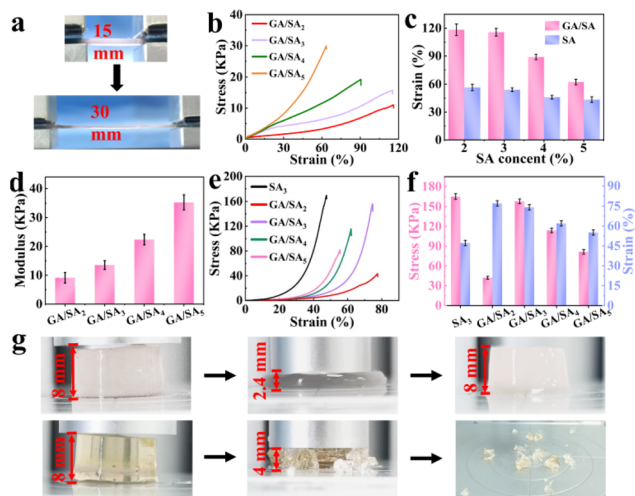 a
15
mm
30
mm
b
Stress (KPa)
40
30
20
10
0
GA/SA2
GA/SA3
GA/SA4
GA/SA5
0 30 60 90 120
Strain (%)
c
Strain (%)
120
90
60
30
0
GA/SA
SA
2 3 4 5
SA concent (%)
d
Modulus (KPa)
40
30
20
10
0
GA/SA2 GA/SA3 GA/SA4 GA/SA5
e
Stress (KPa)
200
160
120
80
40
0
SA3
GA/SA2
GA/SA3
GA/SA4
GA/SA5
0 20 40 60 80 100
Strain (%)
f
Stress (KPa)
180
150
120
90
60
30
0
90
75
60
45
30
15
0
Strain (%)
SA3 GA/SA2 GA/SA3 GA/SA4 GA/SA5
g
8 mm
2.4 mm
8 mm
8 mm
4 mm